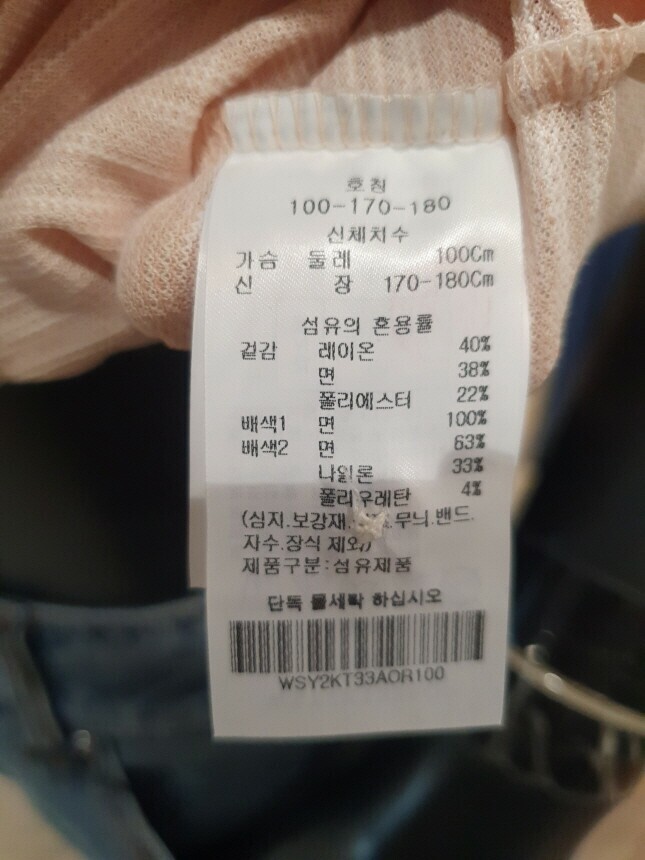 호칭
100-170-180
신체치수
가슴 둘레 100Cm
신 장 170-180Cm
섬유의 혼용률
겉감 레이온 40%
면 38%
폴리에스터 22%
배색1 면 100%
배색2 면 63%
나일론 33%
폴리우레탄 4%
(심지.보강재. 무늬.밴드.
자수.장식 제외)
제품구분:섬유제품
단독 물세탁 하십시오
WSY2KT33AOR100